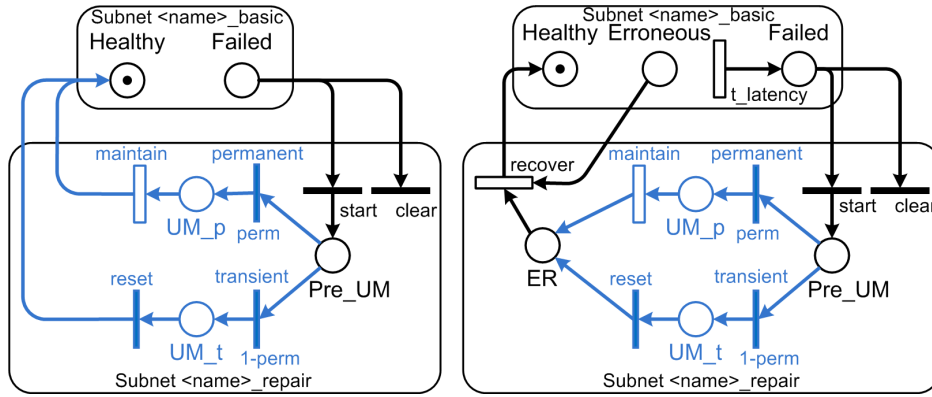 Subnet <name>_basic
Healthy
Failed
maintain
permanent
start
clear
UM_p
perm
Pre_UM
reset
transient
UM_t
1-perm
Subnet <name>_repair
Subnet <name>_basic
Healthy
Erroneous
Failed
t_latency
recover
maintain
permanent
start
clear
UM_p
perm
ER
Pre_UM
reset
transient
UM_t
1-perm
Subnet <name>_repair